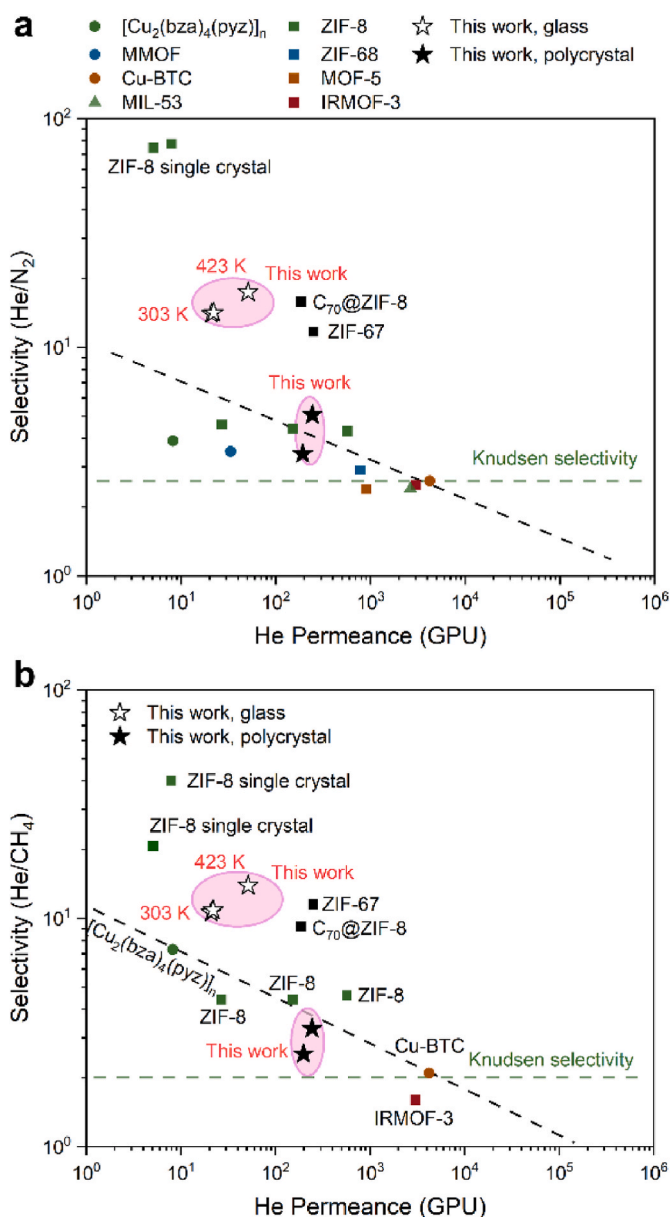 a
[Cu2(bza)4(pyz)]n
ZIF-8
This work, glass
MMOF
ZIF-68
This work, polycrystal
Cu-BTC
MOF-5
MIL-53
IRMOF-3
10^2
ZIF-8 single crystal
423 K
This work
303 K
C70@ZIF-8
ZIF-67
10^1
This work
Knudsen selectivity
10^0
Selectivity (He/N2)
10^0 10^1 10^2 10^3 10^4 10^5 10^6
He Permeance (GPU)
b
10^2
This work, glass
This work, polycrystal
ZIF-8 single crystal
ZIF-8 single crystal
423 K
This work
303 K
ZIF-67
C70@ZIF-8
10^1
[Cu2(bza)4(pyz)]n
ZIF-8
ZIF-8
ZIF-8
This work
Cu-BTC
Knudsen selectivity
IRMOF-3
10^0
Selectivity (He/CH4)
10^0 10^1 10^2 10^3 10^4 10^5 10^6
He Permeance (GPU)